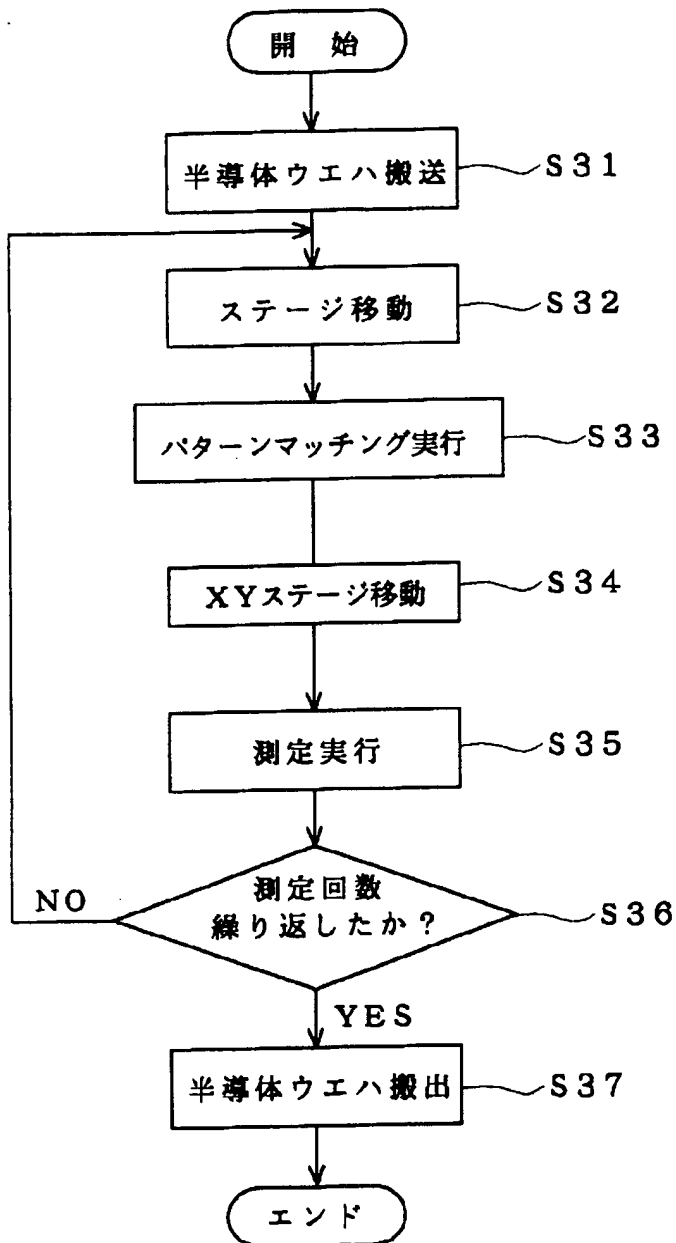 開始
半導体ウエハ搬送
S31
ステージ移動
S32
パターンマッチング実行
S33
XYステージ移動
S34
測定実行
S35
測定回数
繰り返したか?
S36
NO
YES
半導体ウエハ搬出
S37
エンド